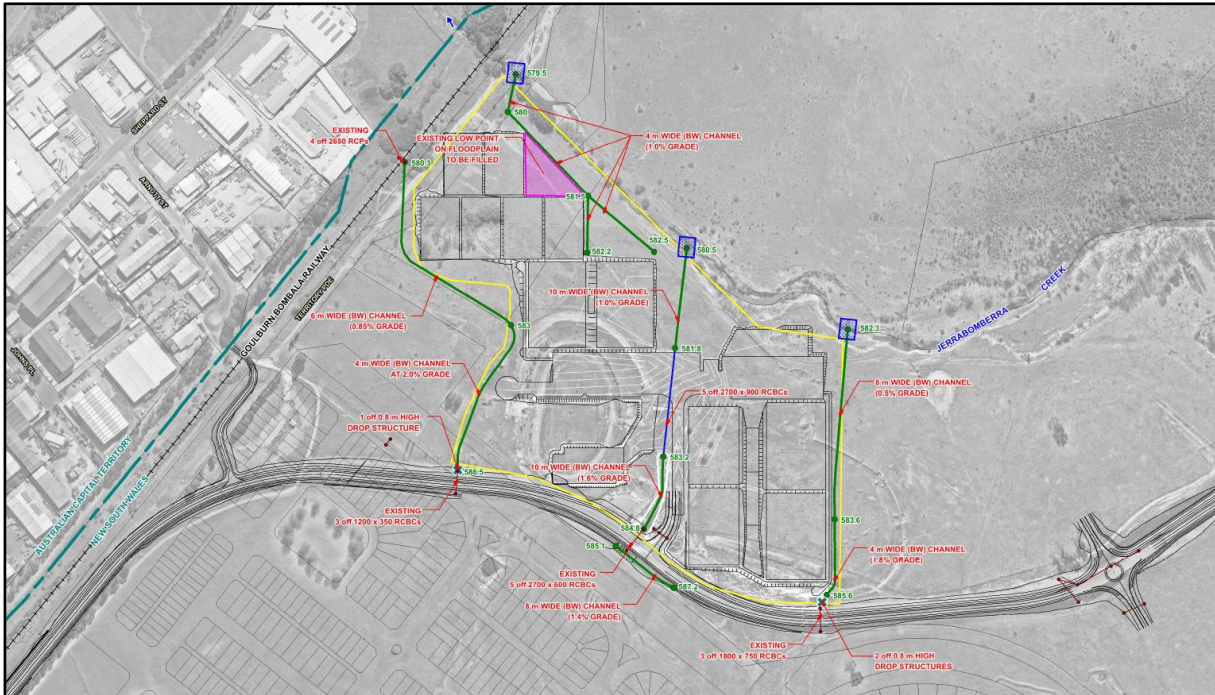 SHEPPARD ST
ARNOTT ST
JOHNS PL
GOULBURN BOMBALA RAILWAY
TERRITORY PDE
AUSTRALIAN CAPITAL TERRITORY
NEW SOUTH WALES
EXISTING
4 off 2650 RCPs
580.3
579.5
580
EXISTING LOW POINT
ON FLOODPLAIN
TO BE FILLED
4 m WIDE (BW) CHANNEL
(1.0% GRADE)
581.5
582.2
582.5
580.5
10 m WIDE (BW) CHANNEL
(1.0% GRADE)
6 m WIDE (BW) CHANNEL
(0.85% GRADE)
583
581.8
582.3
JERRABOMBERRA
CREEK
4 m WIDE (BW) CHANNEL
AT 2.0% GRADE
5 off 2700 x 900 RCBCs
8 m WIDE (BW) CHANNEL
(0.5% GRADE)
1 off 0.8 m HIGH
DROP STRUCTURE
586.5
583.2
10 m WIDE (BW) CHANNEL
(1.6% GRADE)
EXISTING
3 off 1200 x 350 RCBCs
584.8
583.6
585.1
EXISTING
5 off 2700 x 600 RCBCs
587.2
8 m WIDE (BW) CHANNEL
(1.4% GRADE)
4 m WIDE (BW) CHANNEL
(1.8% GRADE)
585.6
EXISTING
3 off 1800 x 750 RCBCs
2 off 0.8 m HIGH
DROP STRUCTURES